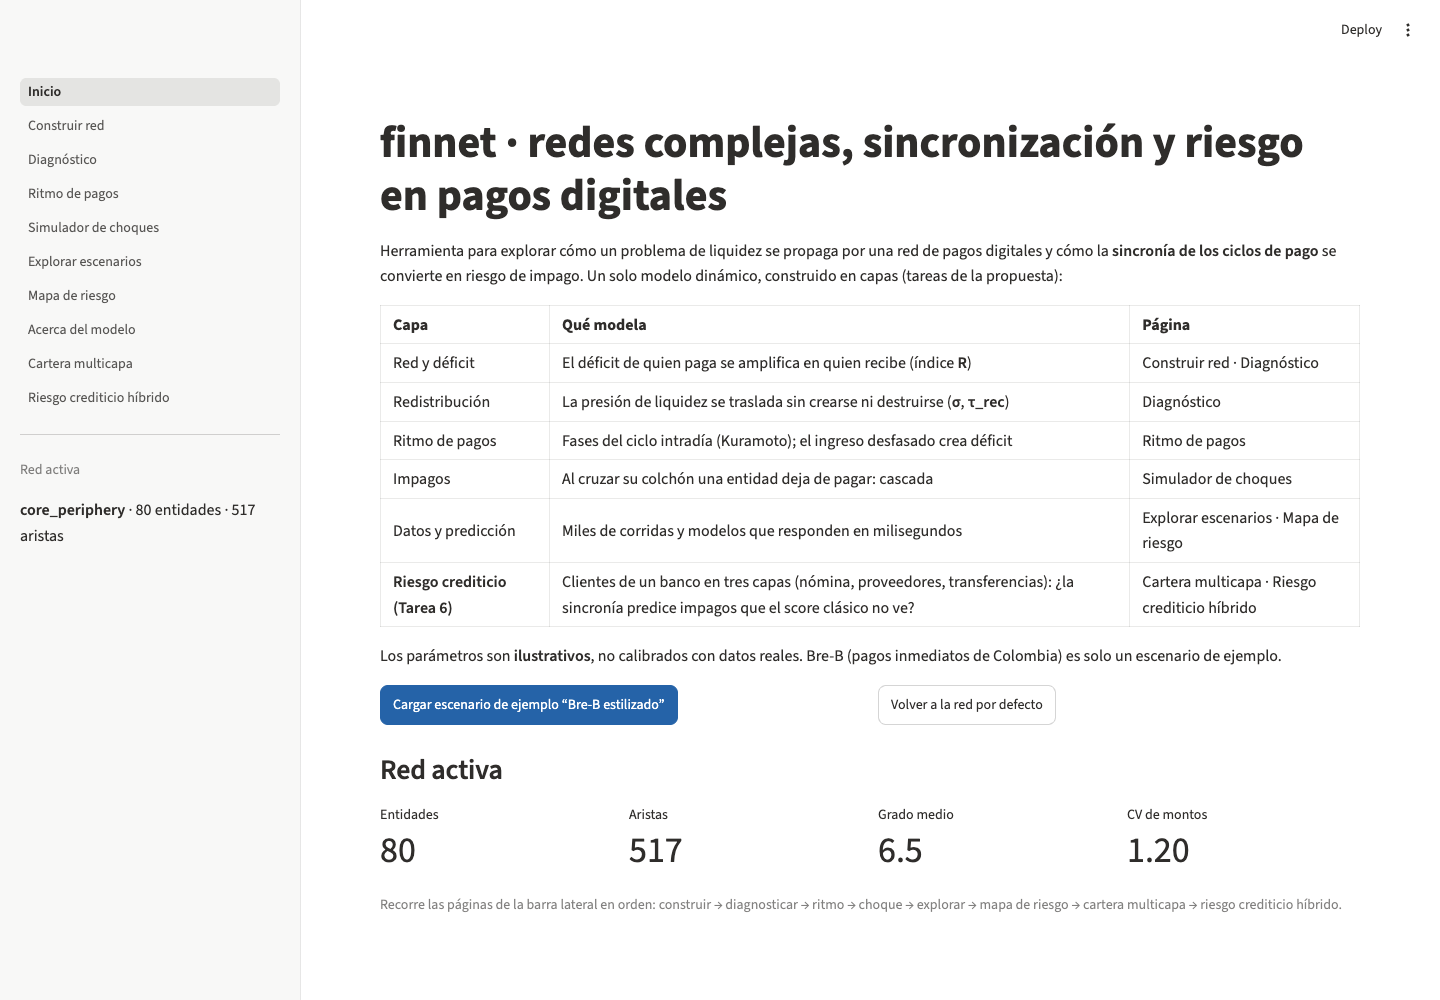 Deploy
Inicio
Construir red
Diagnóstico
Ritmo de pagos
Simulador de choques
Explorar escenarios
Mapa de riesgo
Acerca del modelo
Cartera multicapa
Riesgo crediticio híbrido
Red activa
core_periphery · 80 entidades · 517
aristas
finnet · redes complejas, sincronización y riesgo
en pagos digitales
Herramienta para explorar cómo un problema de liquidez se propaga por una red de pagos digitales y cómo la sincronía de los ciclos de pago se
convierte en riesgo de impago. Un solo modelo dinámico, construido en capas (tareas de la propuesta):
Capa Qué modela Página
Red y déficit El déficit de quien paga se amplifica en quien recibe (índice R) Construir red · Diagnóstico
Redistribución La presión de liquidez se traslada sin crearse ni destruirse (σ, τ_rec) Diagnóstico
Ritmo de pagos Fases del ciclo intradía (Kuramoto); el ingreso desfasado crea déficit Ritmo de pagos
Impagos Al cruzar su colchón una entidad deja de pagar: cascada Simulador de choques
Datos y predicción Miles de corridas y modelos que responden en milisegundos Explorar escenarios · Mapa de
riesgo
Riesgo crediticio Clientes de un banco en tres capas (nómina, proveedores, transferencias): ¿la Cartera multicapa · Riesgo
(Tarea 6) sincronía predice impagos que el score clásico no ve? crediticio híbrido
Los parámetros son ilustrativos, no calibrados con datos reales. Bre-B (pagos inmediatos de Colombia) es solo un escenario de ejemplo.
Cargar escenario de ejemplo “Bre-B estilizado” Volver a la red por defecto
Red activa
Entidades Aristas Grado medio CV de montos
80 517 6.5 1.20
Recorre las páginas de la barra lateral en orden: construir → diagnosticar → ritmo → choque → explorar → mapa de riesgo → cartera multicapa → riesgo crediticio híbrido.